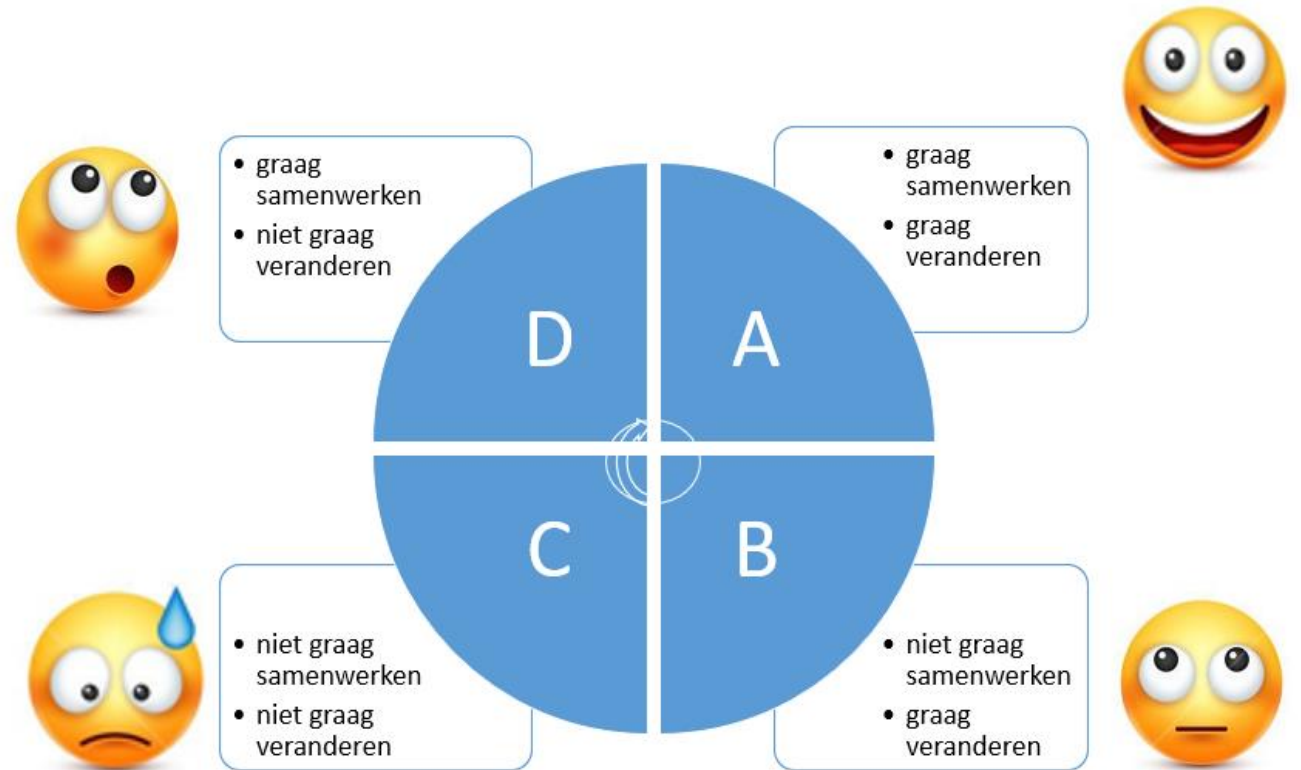 • graag
samenwerken
• niet graag
veranderen
• graag
samenwerken
• graag
veranderen
D
A
C
B
• niet graag
samenwerken
• niet graag
veranderen
• niet graag
samenwerken
• graag
veranderen